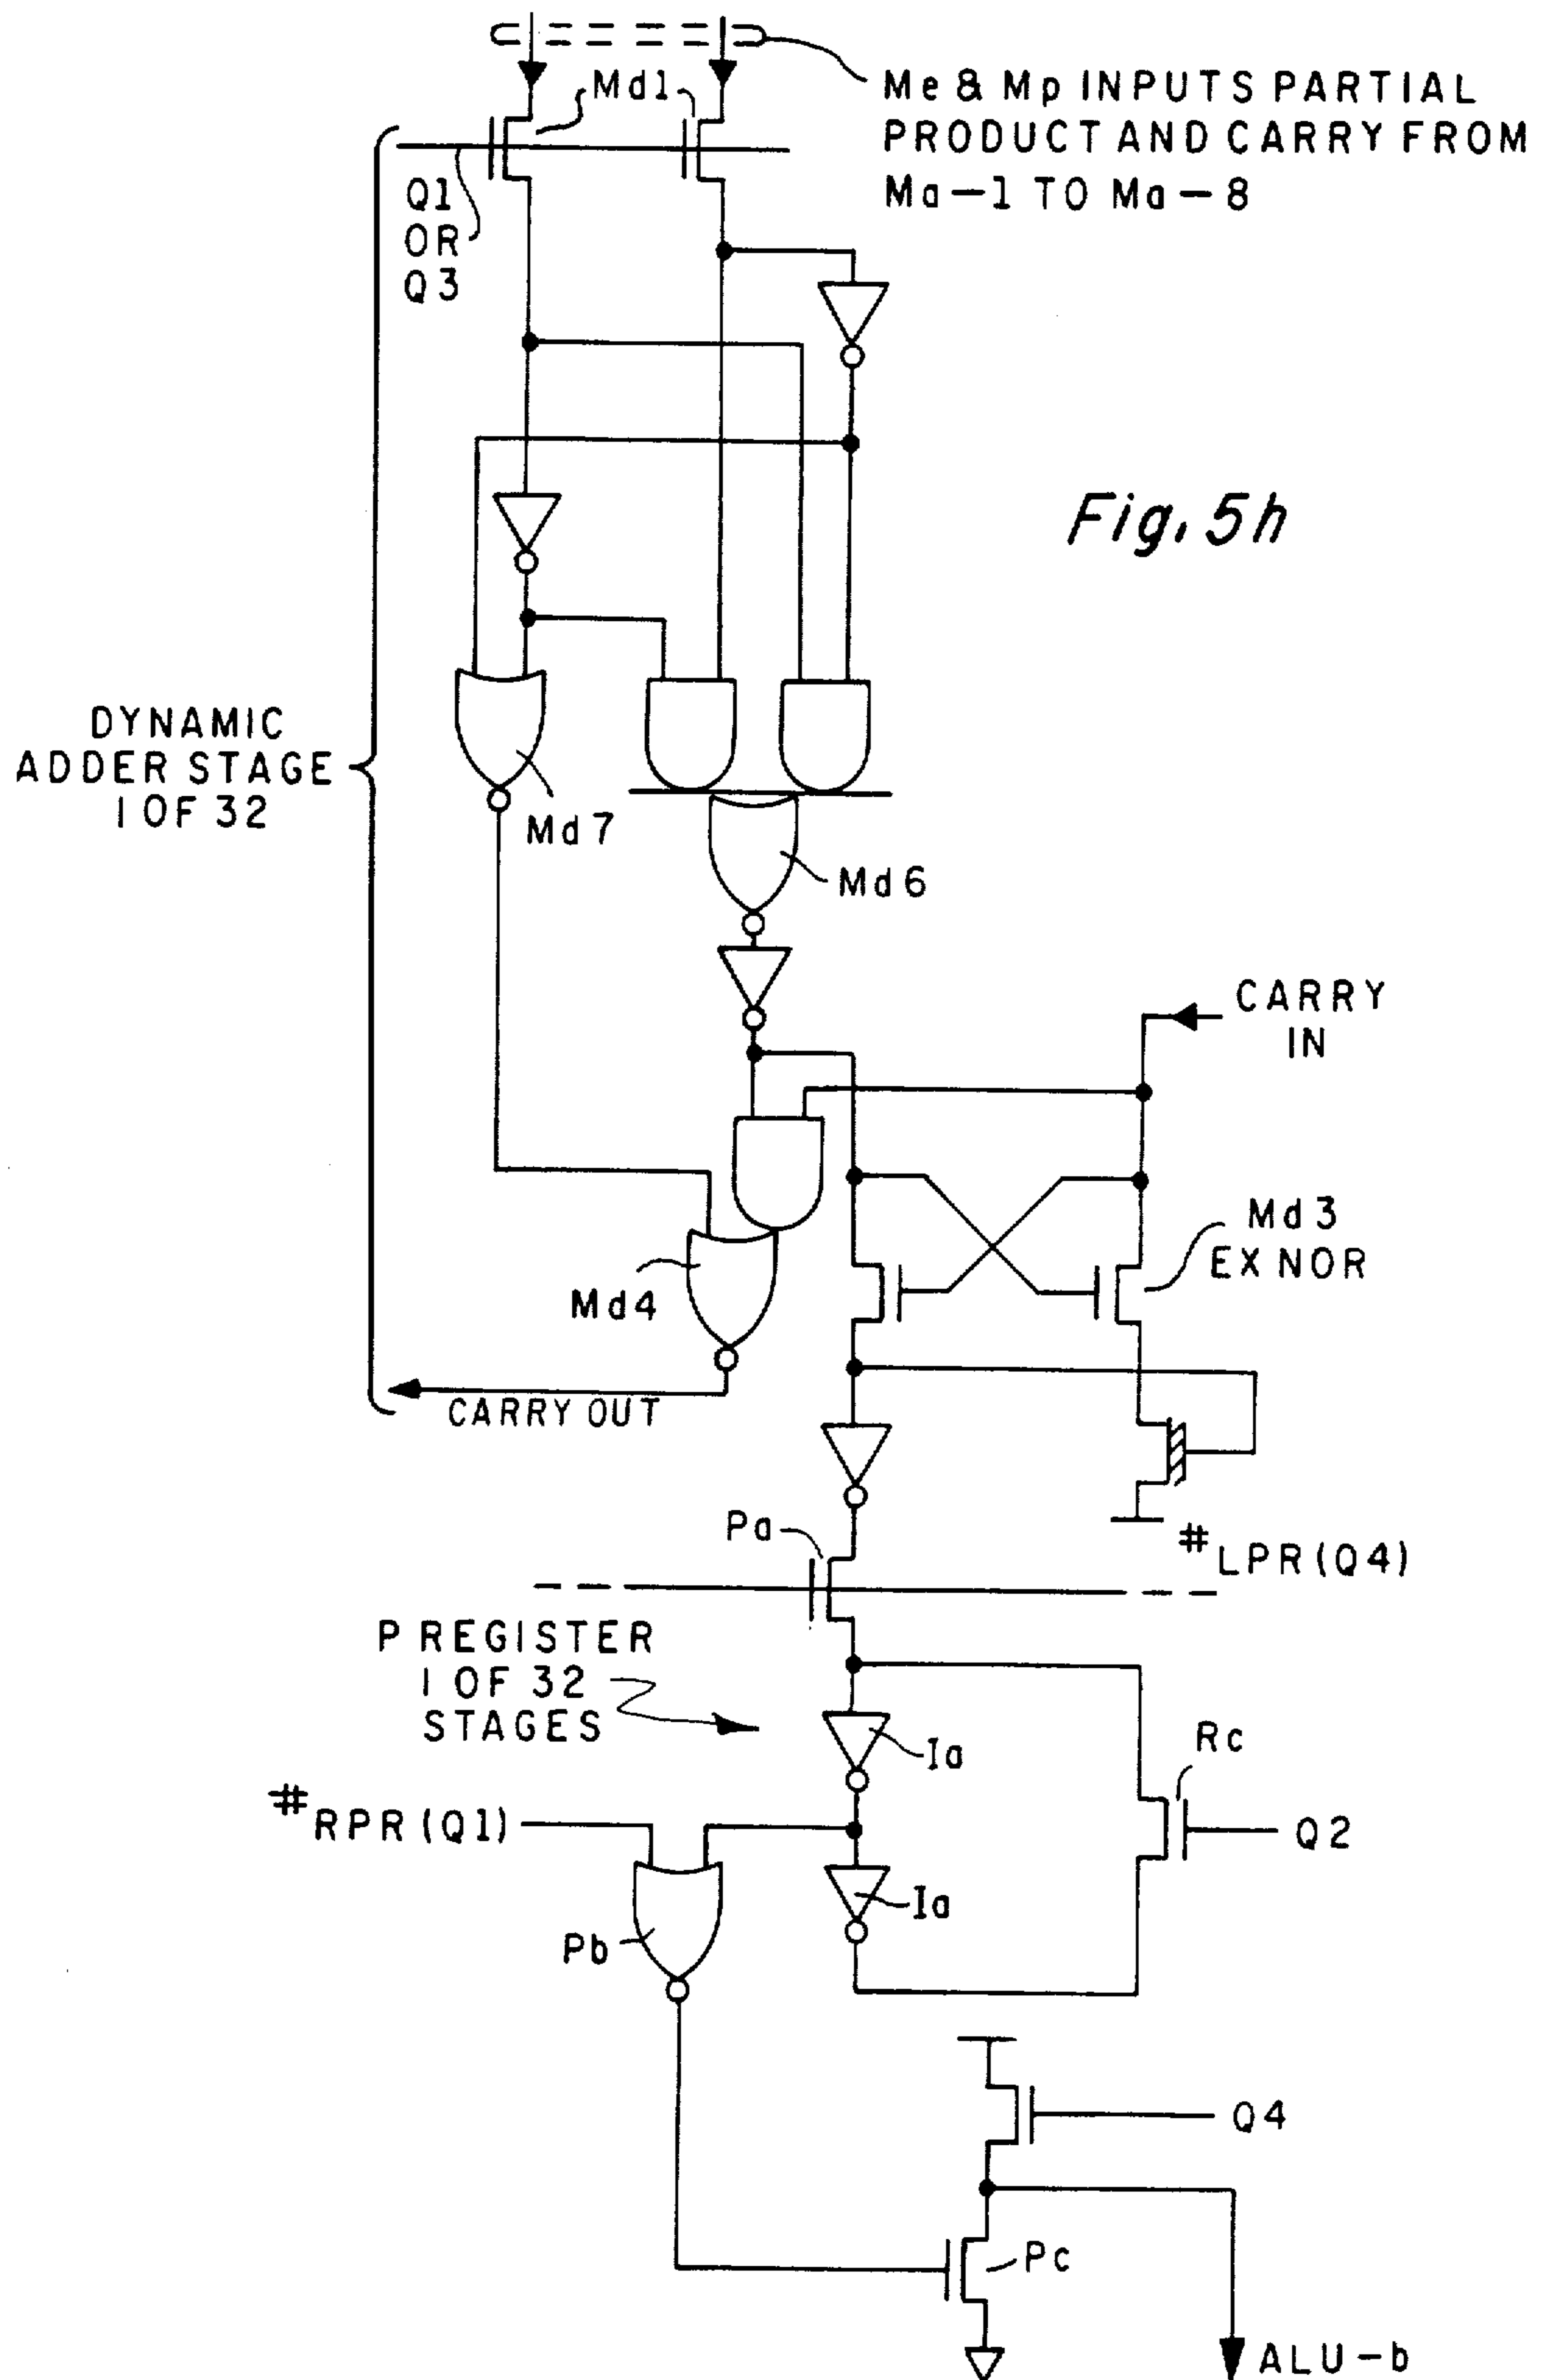 Md1
Me & Mp INPUTS PARTIAL
PRODUCT AND CARRY FROM
Ma-1 TO Ma-8
Q1
OR
Q3
Fig. 5h
DYNAMIC
ADDER STAGE
1 OF 32
Md7
Md6
CARRY
IN
Md3
EX NOR
Md4
CARRY OUT
Pa
#LPR(Q4)
P REGISTER
1 OF 32
STAGES
Ia
Rc
#RPR(Q1)
Q2
Ia
Pb
Q4
Pc
ALU-b